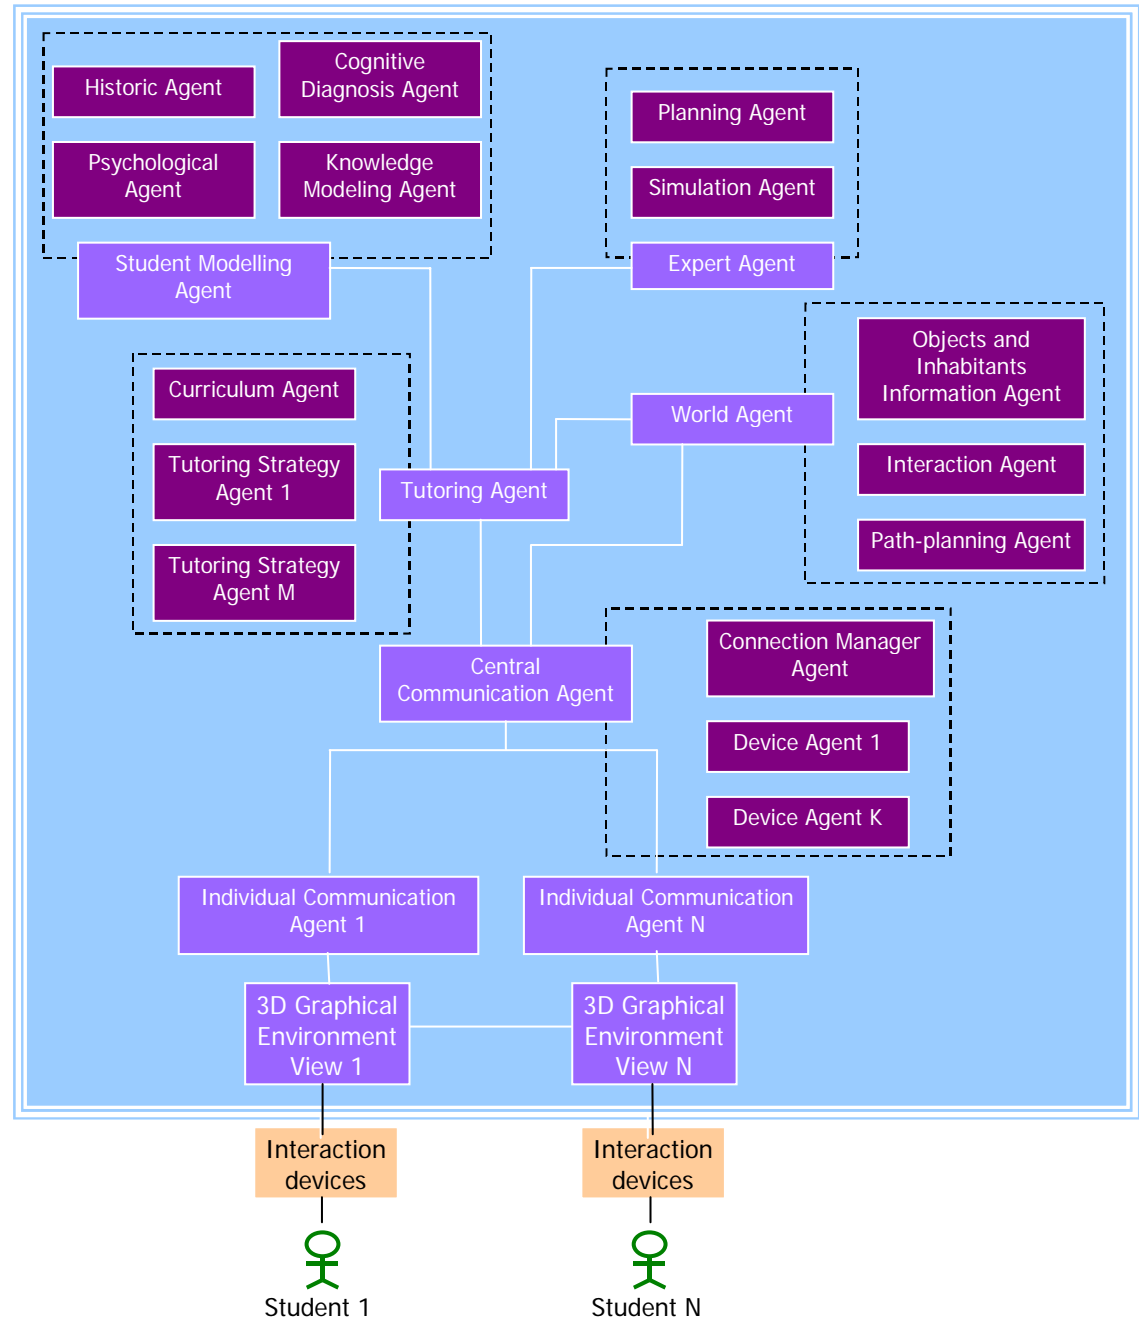 Historic Agent
Cognitive
Diagnosis Agent
Psychological
Agent
Knowledge
Modeling Agent
Student Modelling
Agent
Planning Agent
Simulation Agent
Expert Agent
Objects and
Inhabitants
Information Agent
World Agent
Interaction Agent
Path-planning Agent
Curriculum Agent
Tutoring Strategy
Agent 1
Tutoring Strategy
Agent M
Tutoring Agent
Central
Communication Agent
Connection Manager
Agent
Device Agent 1
Device Agent K
Individual Communication
Agent 1
Individual Communication
Agent N
3D Graphical
Environment
View 1
3D Graphical
Environment
View N
Interaction
devices
Interaction
devices
Student 1
Student N